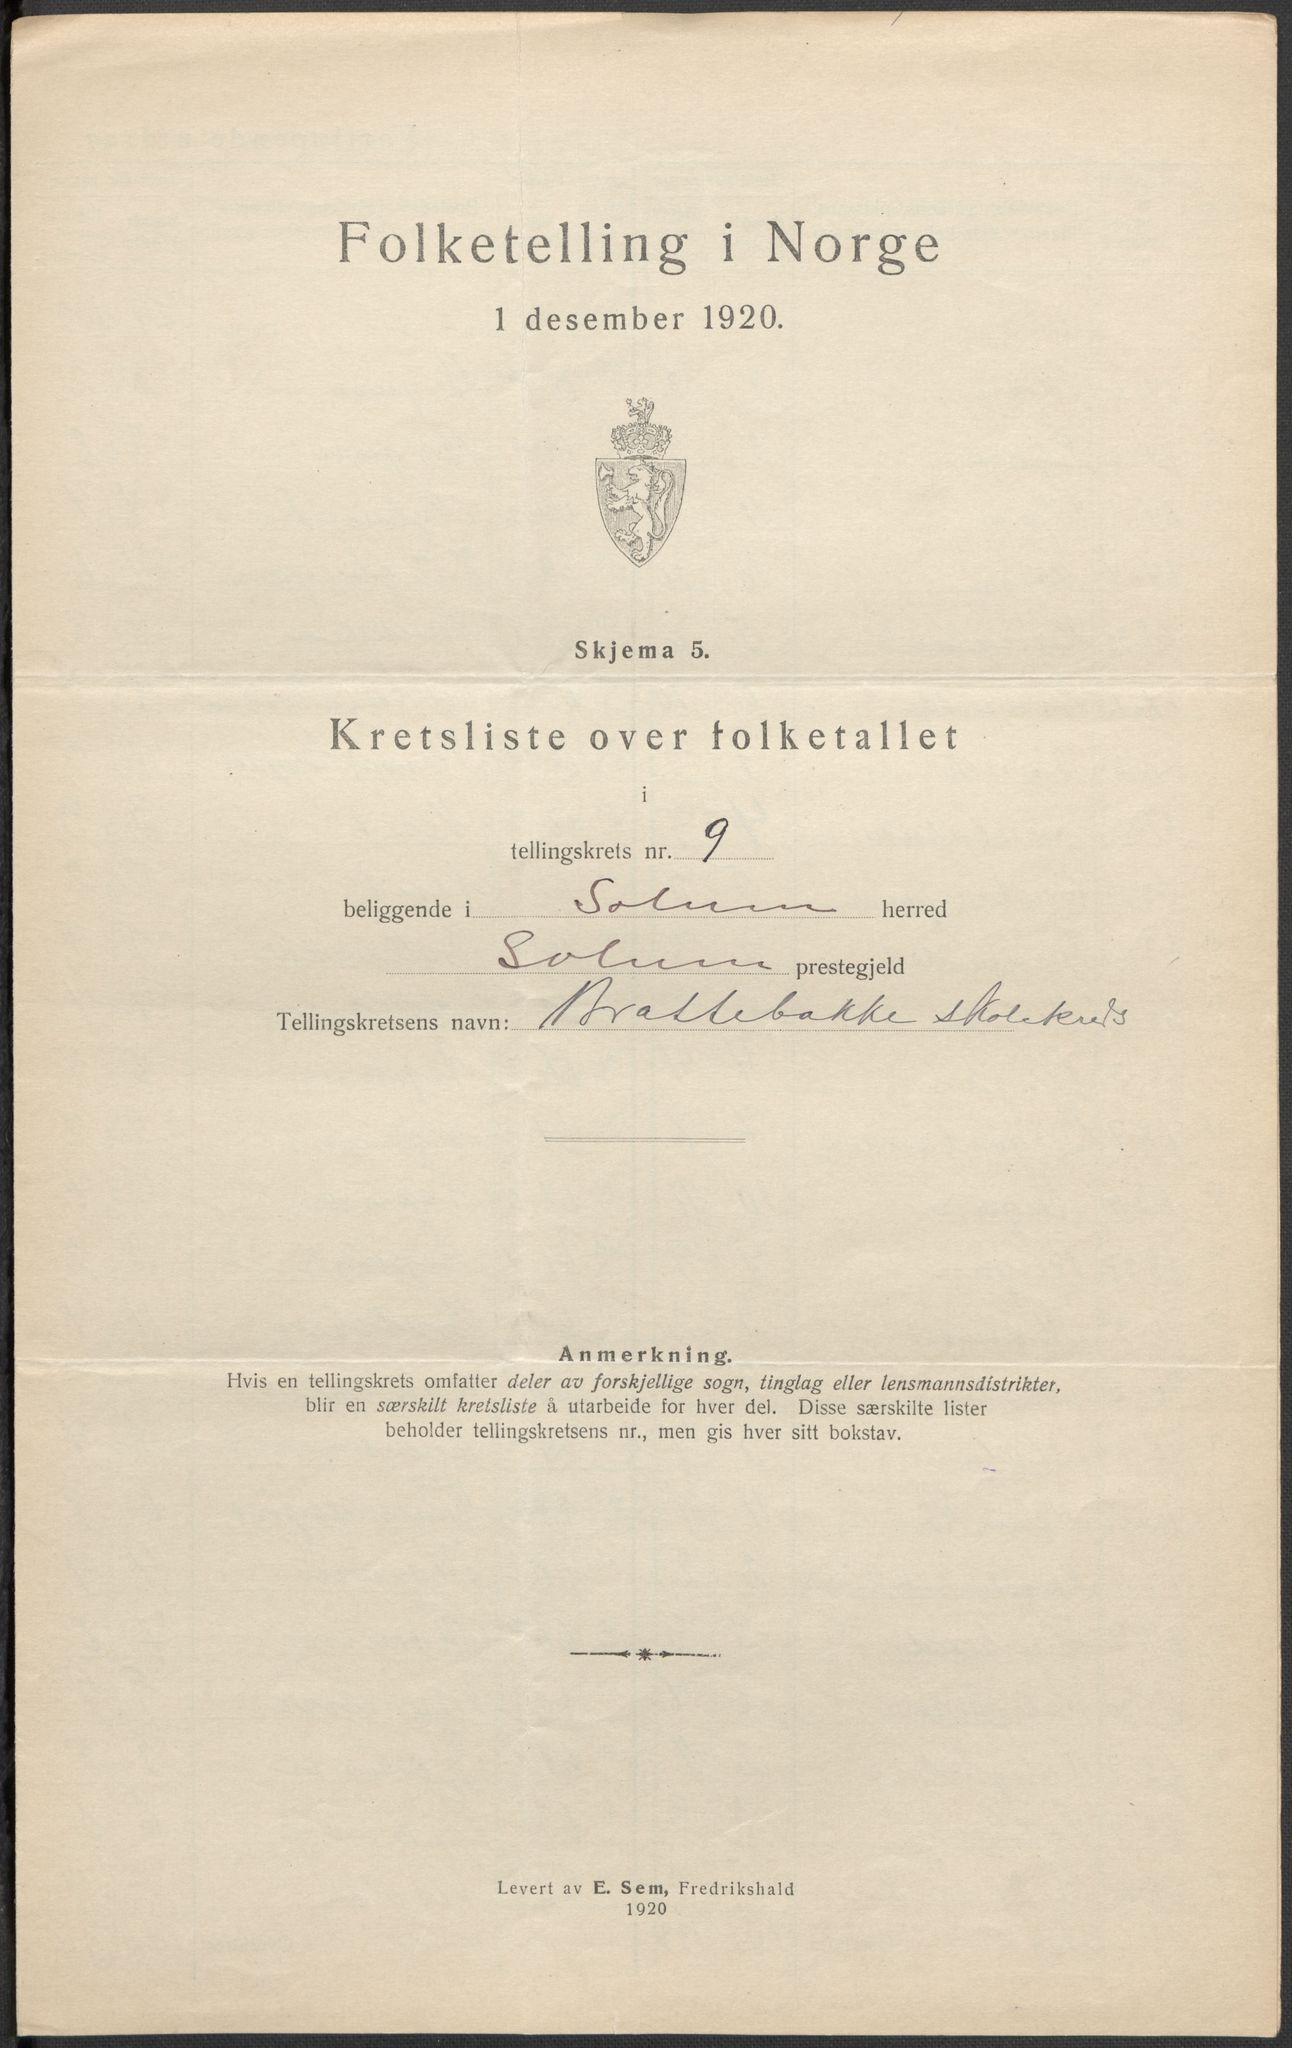 Folketelling i Norge
1 desember 1920.
Skjema 5.
Kretsliste over folketallet
i
tellingskrets nr. 9
beliggende i Solum herred
Solum prestegjeld
Tellingskretsens navn: Brattebakke skolekreds
Anmerkning.
Hvis en tellingskrets omfatter deler av forskjellige sogn, tinglag eller lensmannsdistrikter,
blir en særskilt kretsliste å utarbeide for hver del. Disse særskilte lister
beholder tellingskretsens nr., men gis hver sitt bokstav.
Levert av E. Sem, Fredrikshald
1920